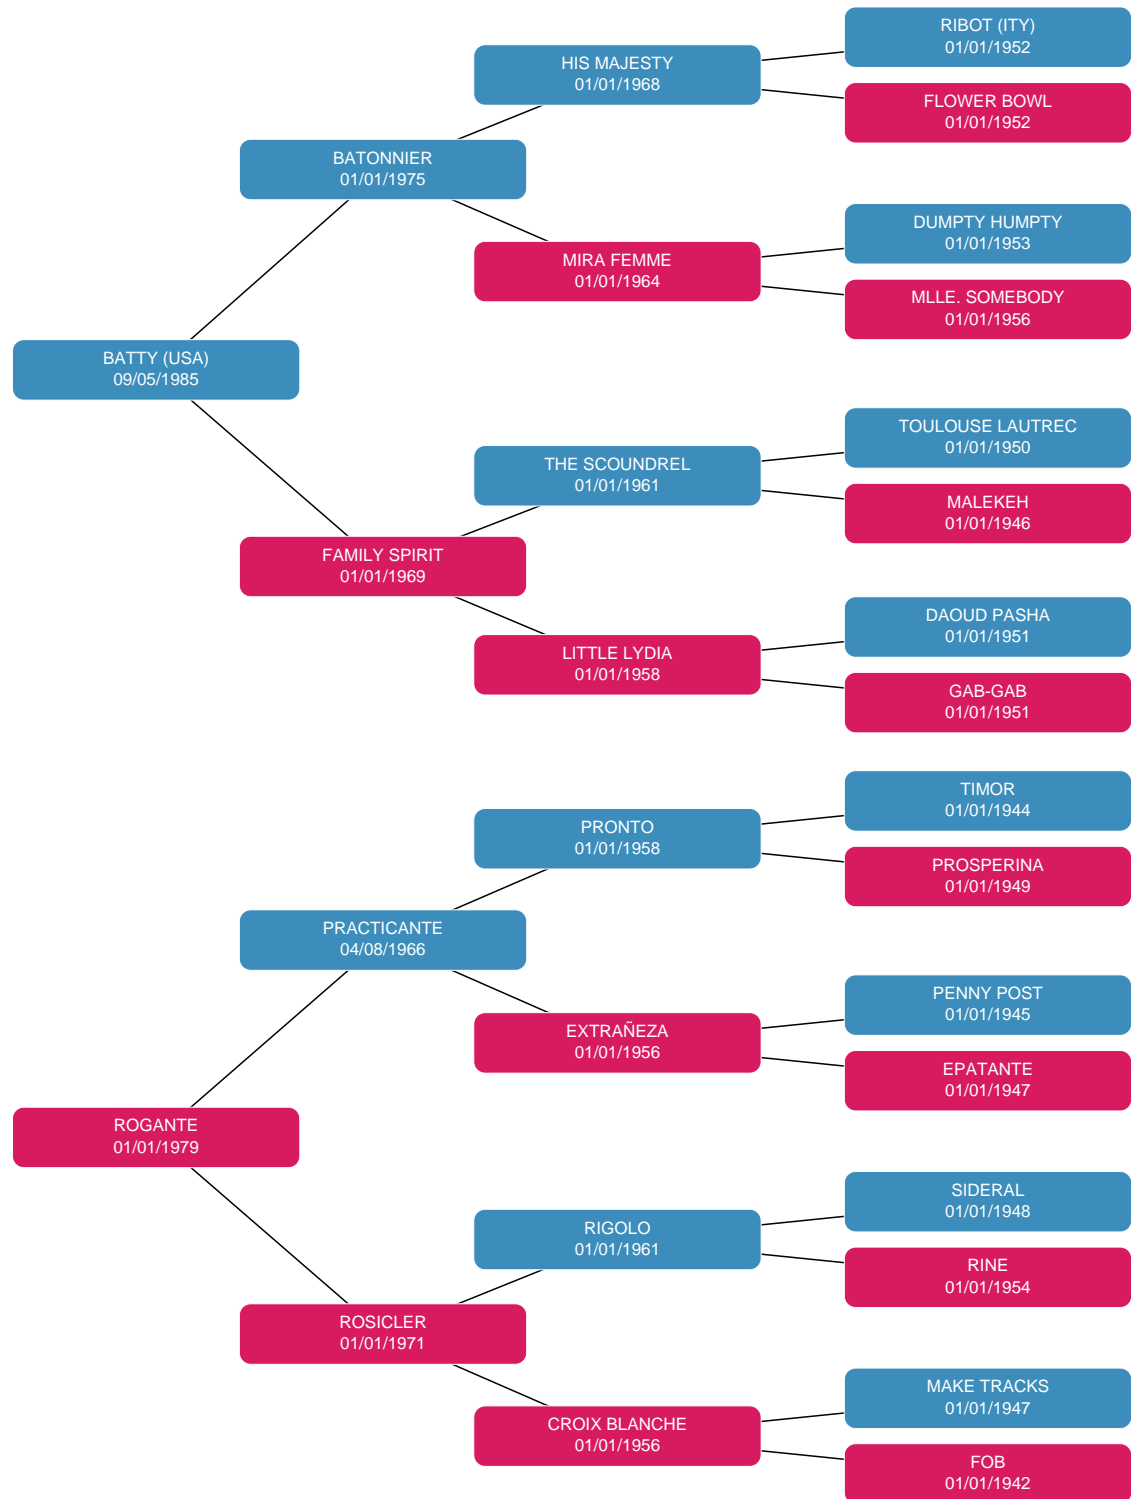 RIBOT (ITY)
01/01/1952
HIS MAJESTY
01/01/1968
FLOWER BOWL
01/01/1952
BATONNIER
01/01/1975
DUMPTY HUMPTY
01/01/1953
MIRA FEMME
01/01/1964
MLLE. SOMEBODY
01/01/1956
BATTY (USA)
09/05/1985
TOULOUSE LAUTREC
01/01/1950
THE SCOUNDREL
01/01/1961
MALEKEH
01/01/1946
FAMILY SPIRIT
01/01/1969
DAOUD PASHA
01/01/1951
LITTLE LYDIA
01/01/1958
GAB-GAB
01/01/1951
TIMOR
01/01/1944
PRONTO
01/01/1958
PROSPERINA
01/01/1949
PRACTICANTE
04/08/1966
PENNY POST
01/01/1945
EXTRAÑEZA
01/01/1956
EPATANTE
01/01/1947
ROGANTE
01/01/1979
SIDERAL
01/01/1948
RIGOLO
01/01/1961
RINE
01/01/1954
ROSICLER
01/01/1971
MAKE TRACKS
01/01/1947
CROIX BLANCHE
01/01/1956
FOB
01/01/1942